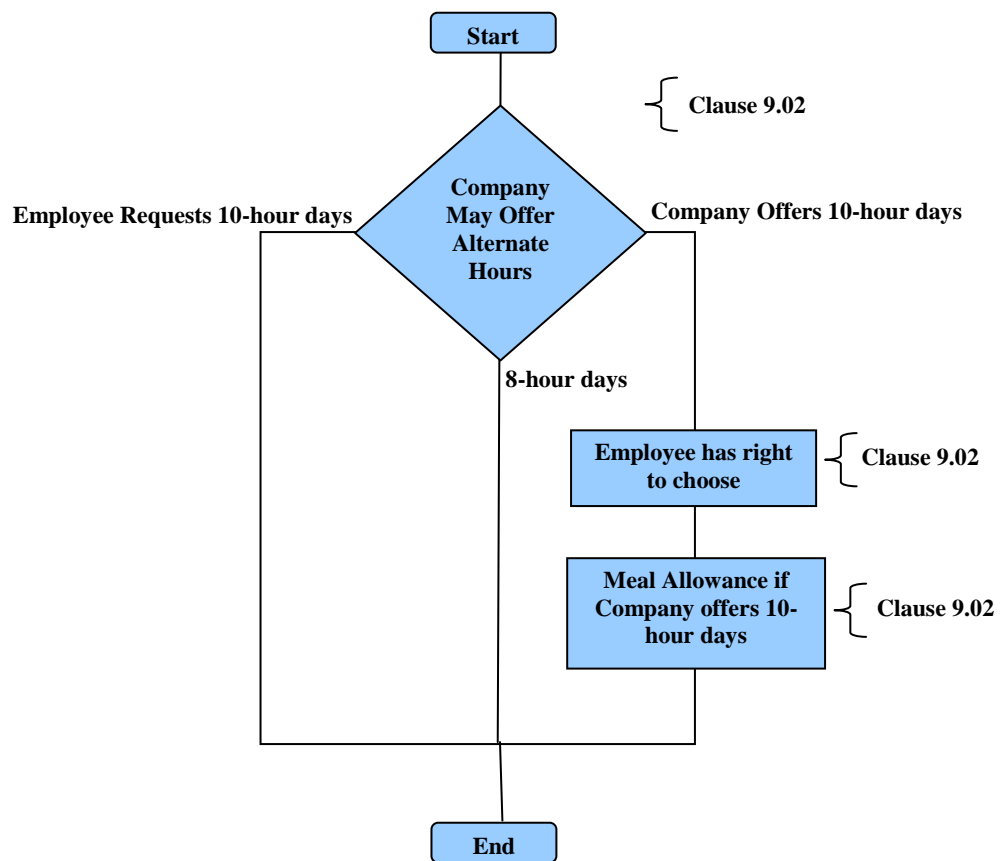 Start
Clause 9.02
Company
May Offer
Alternate
Hours
Employee Requests 10-hour days
Company Offers 10-hour days
8-hour days
Employee has right
to choose
Clause 9.02
Meal Allowance if
Company offers 10-
hour days
Clause 9.02
End